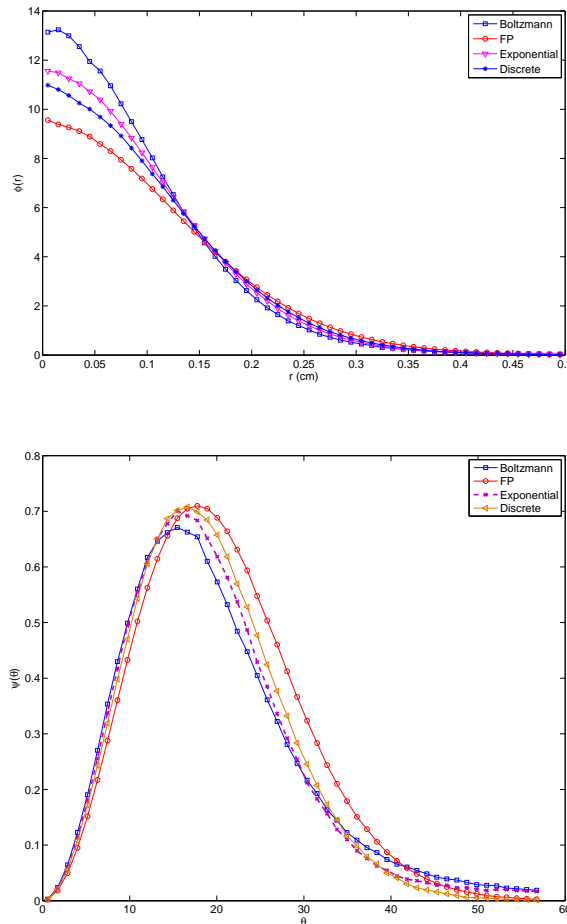 14
12
10
8
6
4
2
0
φ(r)
0 0.05 0.1 0.15 0.2 0.25 0.3 0.35 0.4 0.45 0.
r (cm)
Boltzmann
FP
Exponential
Discrete
0.8
0.7
0.6
0.5
0.4
0.3
0.2
0.1
0
ψ(θ)
0 10 20 30 40 50 60
θ
Boltzmann
FP
Exponential
Discrete